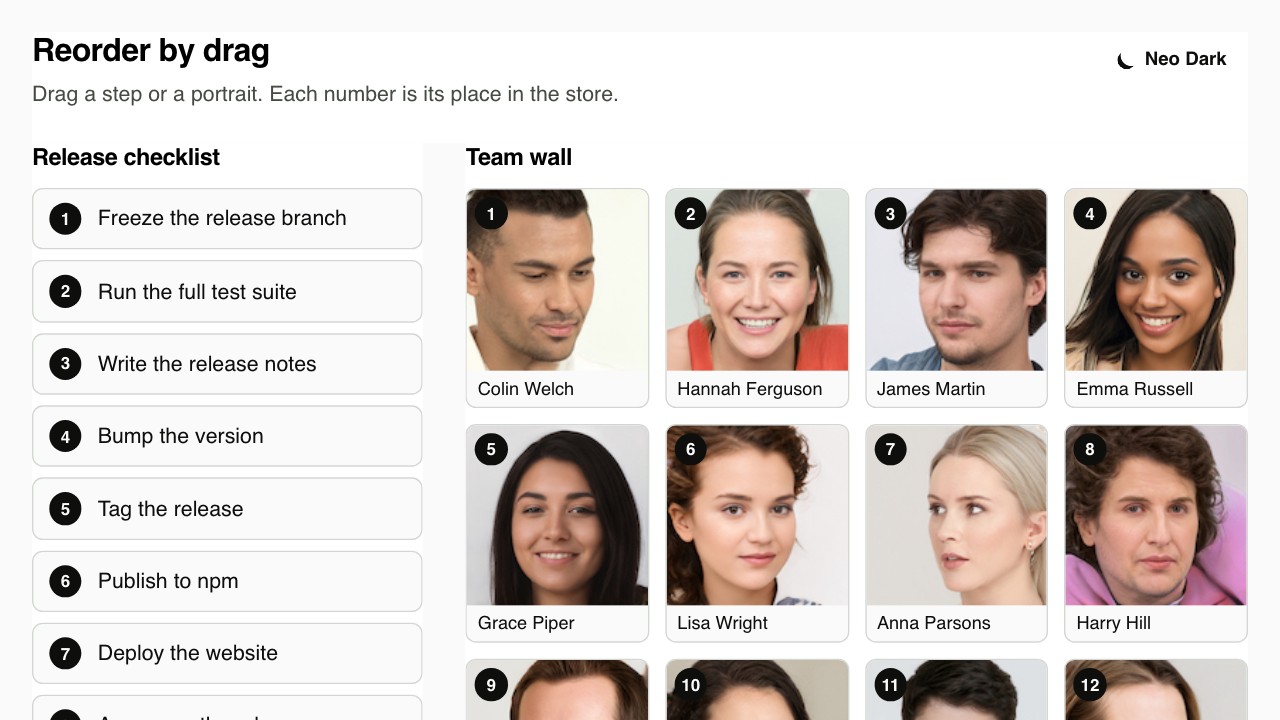 Reorder by drag
Neo Dark
Drag a step or a portrait. Each number is its place in the store.
Release checklist
1 Freeze the release branch
2 Run the full test suite
3 Write the release notes
4 Bump the version
5 Tag the release
6 Publish to npm
7 Deploy the website
Team wall
1
2
3
4
Colin Welch
Hannah Ferguson
James Martin
Emma Russell
5
6
7
8
Grace Piper
Lisa Wright
Anna Parsons
Harry Hill
9
10
11
12